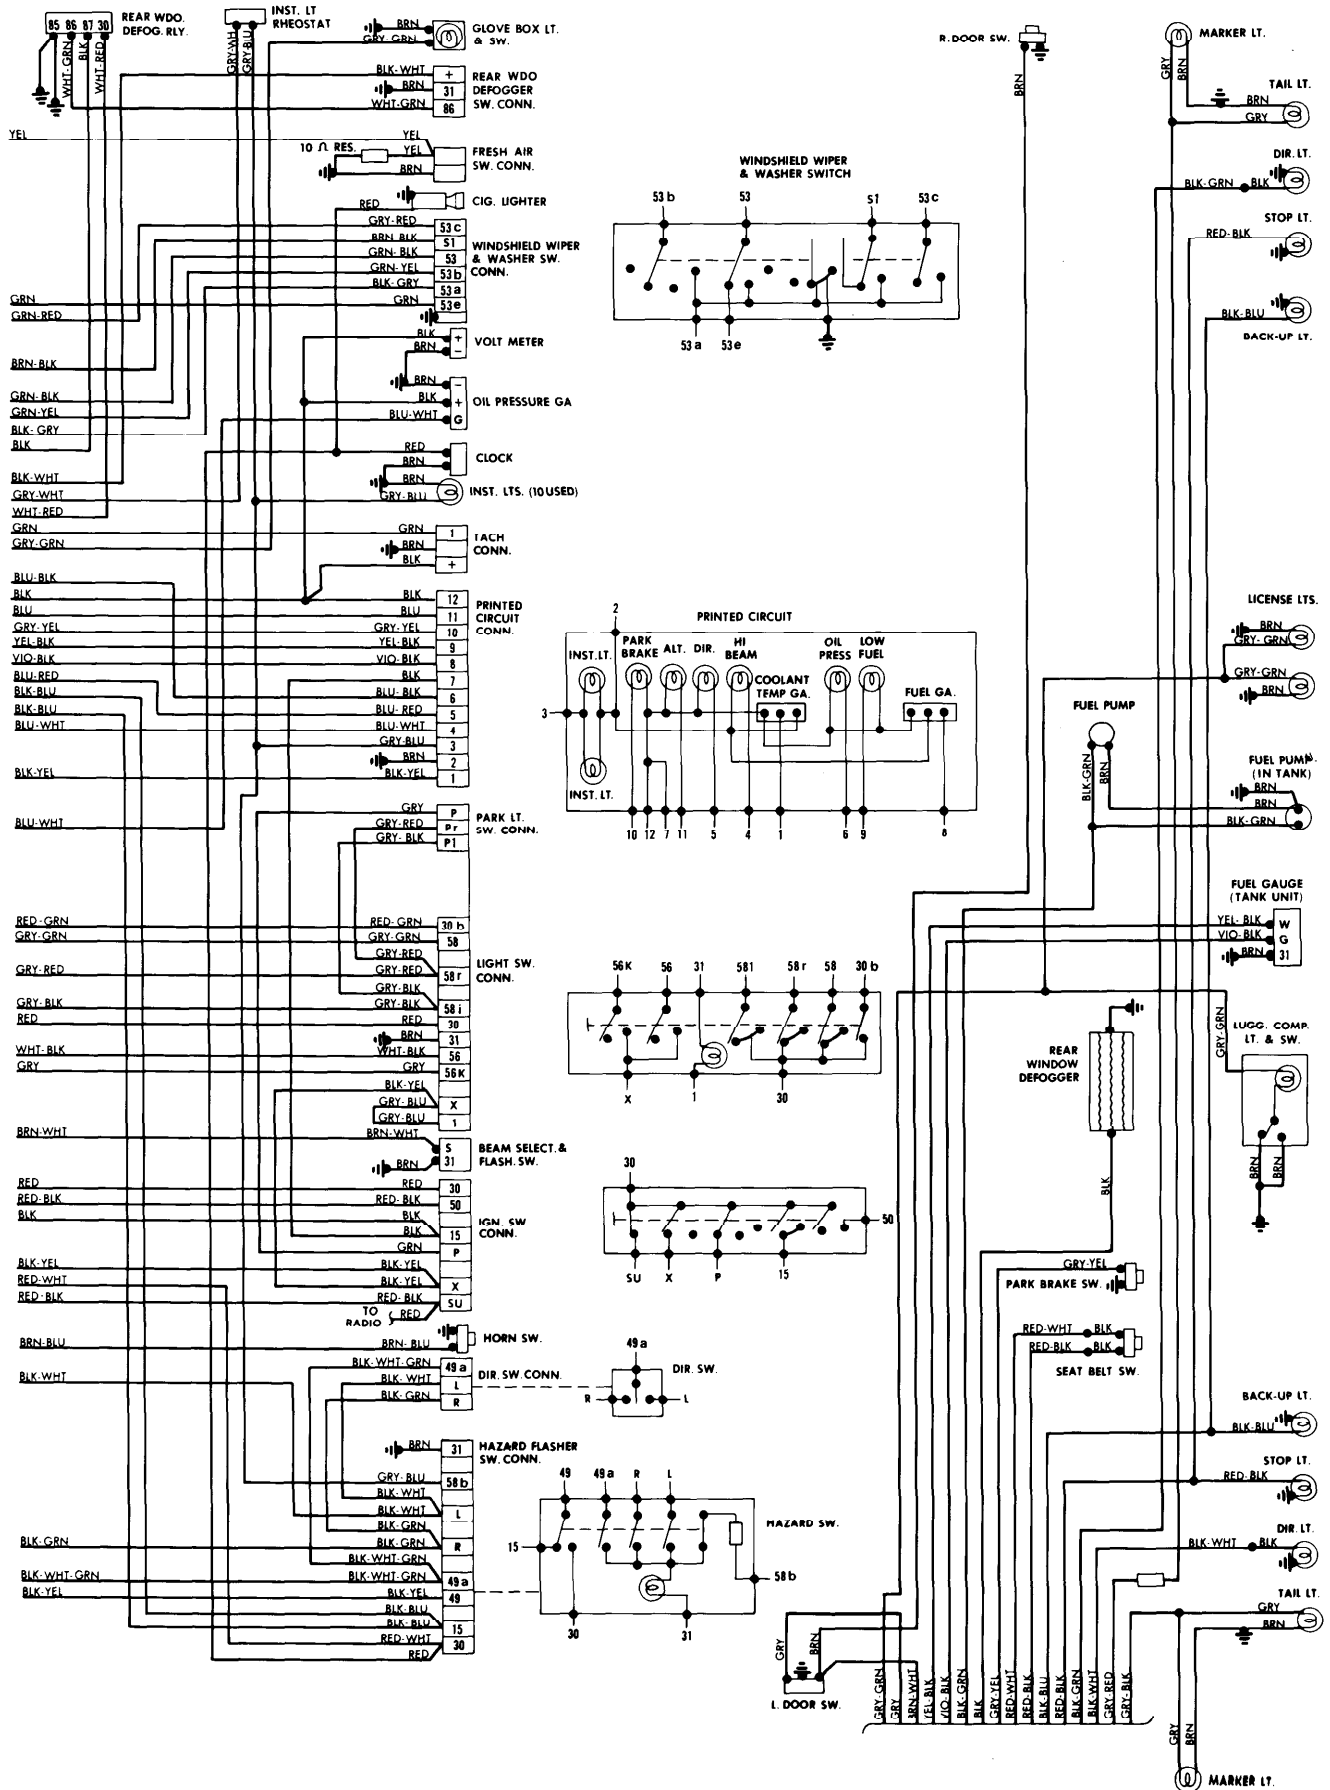 85 86 87 30
REAR WDO.
DEFOG. RLY.
WHT-GRN
BLK
WHT-RED
INST. LT
RHEOSTAT
GRY-WH
GRY-BLU
BRN
GRY-GRN
GLOVE BOX LT.
& SW.
BLK-WHT
BRN
WHT-GRN
+
31
86
REAR WDO
DEFOGGER
SW. CONN.
YEL
YEL
YEL
10 Ω RES.
BRN
FRESH AIR
SW. CONN.
RED
CIG. LIGHTER
GRY-RED
BRN-BLK
GRN-BLK
GRN-YEL
BLK-GRY
GRN
53c
S1
53
53b
53a
53e
WINDSHIELD WIPER
& WASHER SW.
CONN.
GRN
GRN-RED
BRN-BLK
GRN-BLK
GRN-YEL
BLK-GRY
BLK
BLK-WHT
GRY-WHT
WHT-RED
GRN
GRY-GRN
BLK
BRN
+
−
VOLT METER
BRN
BLK
BLU-WHT
−
+
G
OIL PRESSURE GA
RED
BRN
CLOCK
BRN
GRY-BLU
INST. LTS. (10 USED)
GRN
BRN
BLK
1
+
TACH
CONN.
BLU-BLK
BLK
BLU
GRY-YEL
YEL-BLK
VIO-BLK
BLU-RED
BLK-BLU
BLK-BLU
BLU-WHT
BLK-YEL
BLU-WHT
BLK
BLU
GRY-YEL
YEL-BLK
VIO-BLK
BLK
BLU-BLK
BLU-RED
BLU-WHT
GRY-BLU
BRN
BLK-YEL
12
11
10
9
8
7
6
5
4
3
2
1
PRINTED
CIRCUIT
CONN.
GRY
GRY-RED
GRY-BLK
P
Pr
P1
PARK LT.
SW. CONN.
RED-GRN
GRY-GRN
GRY-RED
GRY-BLK
RED
WHT-BLK
GRY
RED-GRN
GRY-GRN
GRY-RED
GRY-RED
GRY-BLK
GRY-BLK
RED
BRN
WHT-BLK
GRY
BLK-YEL
GRY-BLU
GRY-BLU
30 b
58
58 r
58 i
30
31
56
56K
X
1
LIGHT SW.
CONN.
BRN-WHT
BRN-WHT
BRN
S
31
BEAM SELECT. &
FLASH. SW.
RED
RED-BLK
BLK
BLK-YEL
RED-WHT
RED-BLK
RED
RED-BLK
BLK
BLK
GRN
BLK-YEL
BLK-YEL
RED-BLK
TO
RADIO
RED
30
50
15
P
X
SU
IGN. SW
CONN.
BRN-BLU
BRN-BLU
HORN SW.
BLK-WHT
BLK-WHT-GRN
BLK-WHT
BLK-GRN
49a
L
R
DIR. SW. CONN.
BLK-GRN
BLK-WHT-GRN
BLK-YEL
BRN
GRY-BLU
BLK-WHT
BLK-WHT
BLK-GRN
BLK-GRN
BLK-WHT-GRN
BLK-WHT-GRN
BLK-YEL
BLK-BLU
BLK-BLU
RED-WHT
RED
31
58b
L
R
49a
49
15
30
HAZARD FLASHER
SW. CONN.
WINDSHIELD WIPER
& WASHER SWITCH
53 b 53 S1 53 c
53 a 53 e
PRINTED CIRCUIT
2
3
INST. LT.
PARK
BRAKE
ALT.
DIR.
HI
BEAM
COOLANT
TEMP GA.
OIL
PRESS
LOW
FUEL
FUEL GA.
INST. LT.
10 12 7 11 5 4 1 6 9 8
56K 56 31 581 58 r 58 30 b
X 1 30
30
50
SU X P 15
49a
DIR. SW.
R
L
49 49a R L
15
HAZARD SW.
58 b
30 31
R. DOOR SW.
BRN
MARKER LT.
GRY
BRN
TAIL LT.
BRN
GRY
DIR. LT.
BLK-GRN BLK
STOP LT.
RED-BLK
BLK-BLU
BACK-UP LT.
LICENSE LTS.
BRN
GRY-GRN
GRY-GRN
BRN
FUEL PUMP
BLK-GRN
BRN
FUEL PUMP.
(IN TANK)
BRN
BRN
BLK-GRN
FUEL GAUGE
(TANK UNIT)
YEL-BLK
VIO-BLK
BRN
W
G
31
GRY-GRN
LUGG. COMP.
LT. & SW.
BRN
BRN
REAR
WINDOW
DEFOGGER
BLK
GRY-YEL
PARK BRAKE SW.
RED-WHT BLK
RED-BLK BLK
SEAT BELT SW.
BACK-UP LT.
BLK-BLU
STOP LT.
RED-BLK
DIR. LT.
BLK-WHT BLK
TAIL LT.
GRY
BRN
GRY
BRN
MARKER LT.
GRY
BRN
L. DOOR SW.
GRY-GRN
GRY
BRN-WHT
YEL-BLK
VIO-BLK
BLK-GRN
BLK
GRY-YEL
RED-WHT
RED-BLK
BLK-BLU
RED-BLK
BLK-GRN
BLK-WHT
GRY-RED
GRY-BLK